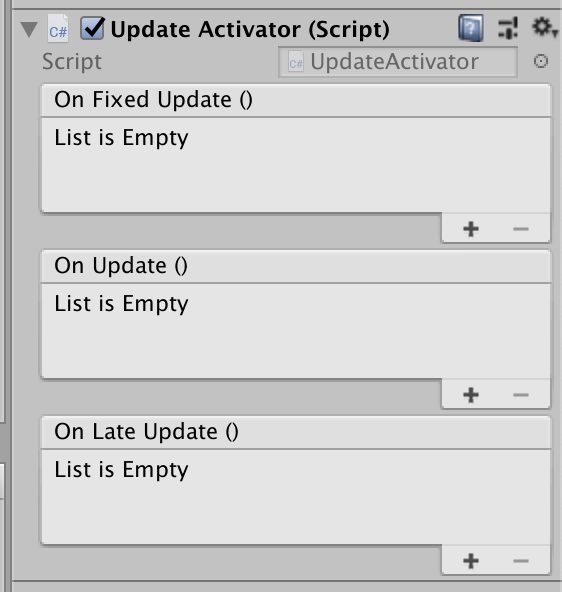 C# Update Activator (Script)
Script C# UpdateActivator
On Fixed Update ()
List is Empty
+ −
On Update ()
List is Empty
+ −
On Late Update ()
List is Empty
+ −